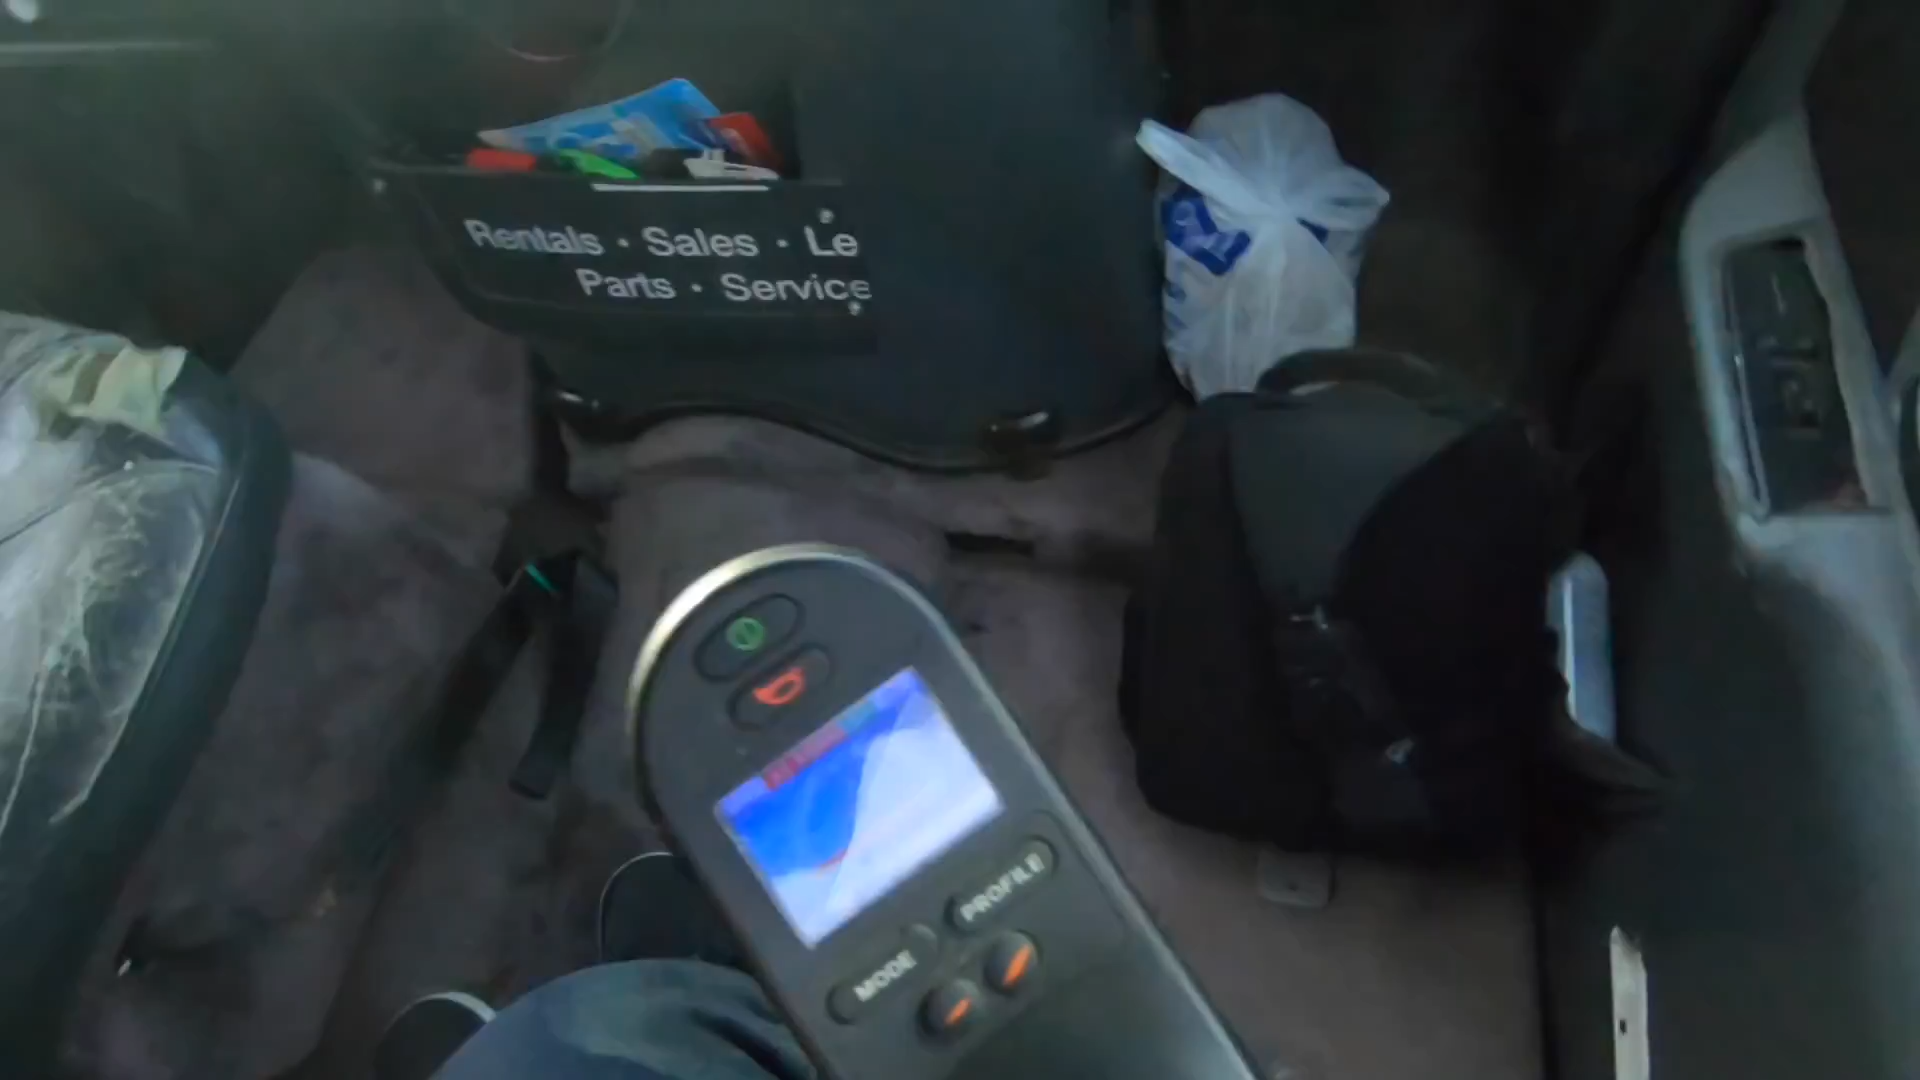 Rentals · Sales · Le
Parts · Service
PROFILE
MODE